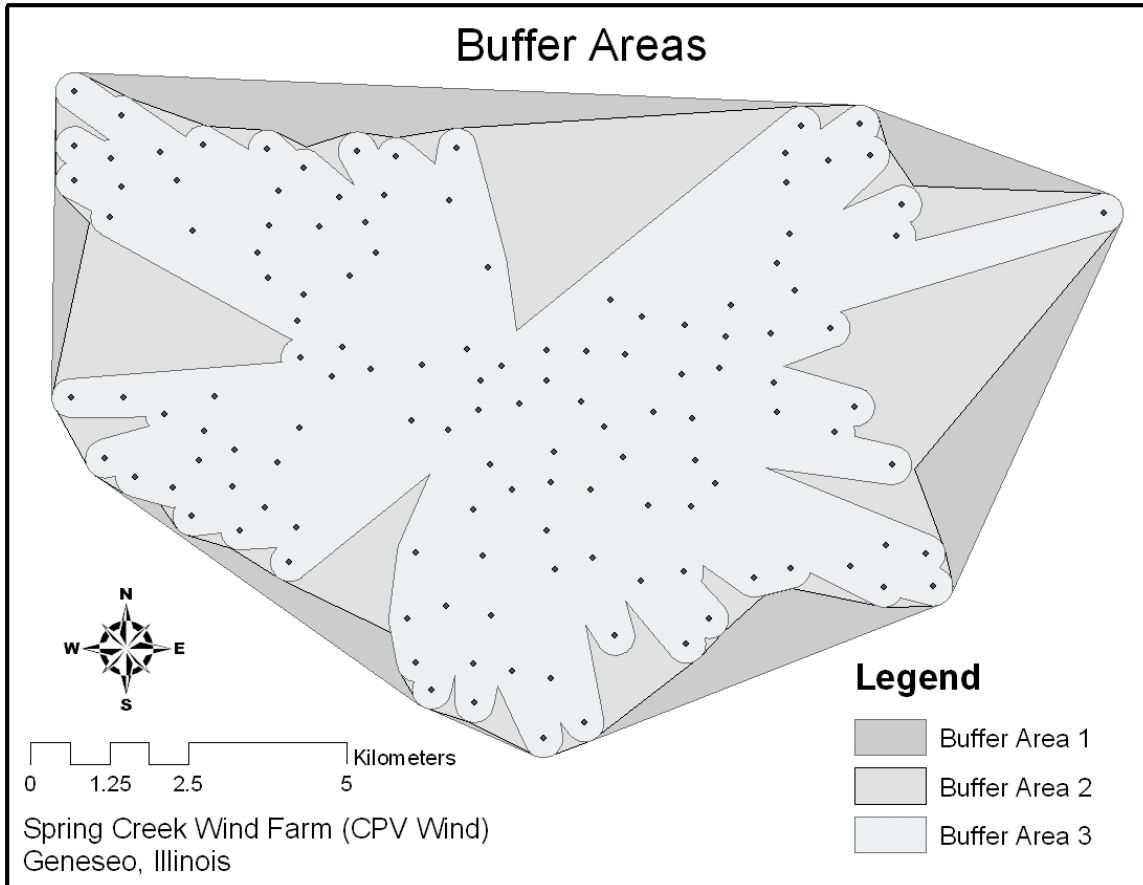 Buffer Areas
N
W E
S
Kilometers
0 1.25 2.5 5
Spring Creek Wind Farm (CPV Wind)
Geneseo, Illinois
Legend
Buffer Area 1
Buffer Area 2
Buffer Area 3